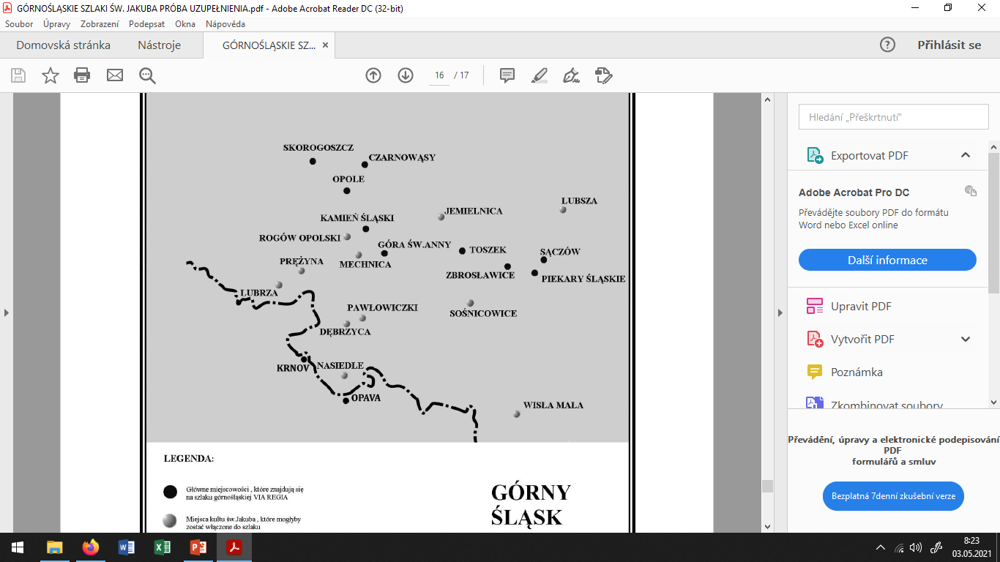 GÓRNOŚLĄSKIE SZLAKI ŚW. JAKUBA PRÓBA UZUPEŁNIENIA.pdf - Adobe Acrobat Reader DC (32-bit)
Soubor Úpravy Zobrazení Podepsat Okna Nápověda
Domovská stránka Nástroje GÓRNOŚLĄSKIE SZ... × Přihlásit se
16 / 17
Hledání „Přeškrtnutí“
Exportovat PDF
Adobe Acrobat Pro DC
Převádějte soubory PDF do formátu
Word nebo Excel online
Další informace
Upravit PDF
Vytvořit PDF
Poznámka
Zkombinovat soubory
Převádění, úpravy a elektronické podepisování
PDF
formulářů a smluv
Bezplatná 7denní zkušební verze
SKOROGOSZCZ
CZARNOWĄSY
OPOLE
LUBSZA
JEMIELNICA
KAMIEŃ ŚLĄSKI
ROGÓW OPOLSKI
GÓRA ŚW.ANNY
TOSZEK
SĄCZÓW
PRĘŻYNA
MECHNICA
ZBROSŁAWICE
PIEKARY ŚLĄSKIE
LUBRZA
PAWŁOWICZKI
SOŚNICOWICE
DĘBRZYCA
KRNOV
NASIEDLE
OPAVA
WISŁA MAŁA
LEGENDA:
Główne miejscowości , które znajdują się
na szlaku górnośląskiej VIA REGIA
Miejsca kultu św.Jakuba , które mogłyby
zostać włączone do szlaku
GÓRNY
ŚLĄSK
8:23
03.05.2021